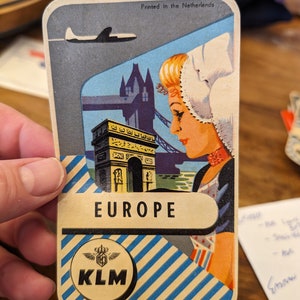 Printed in the Netherlands
EUROPE
KLM